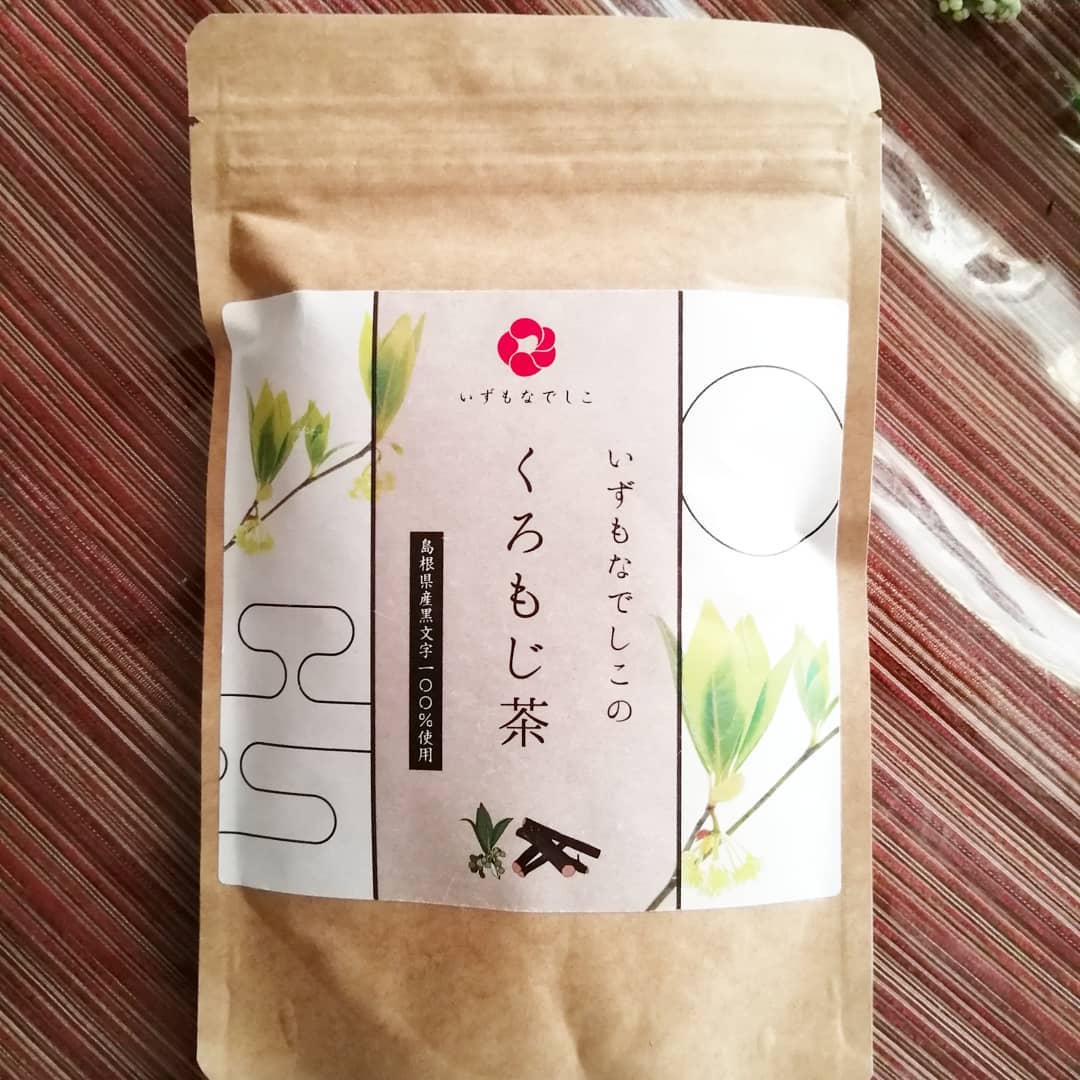 いずもなでしこ
いずもなでしこの
くろもじ茶
島根県産黒文字一〇〇%使用